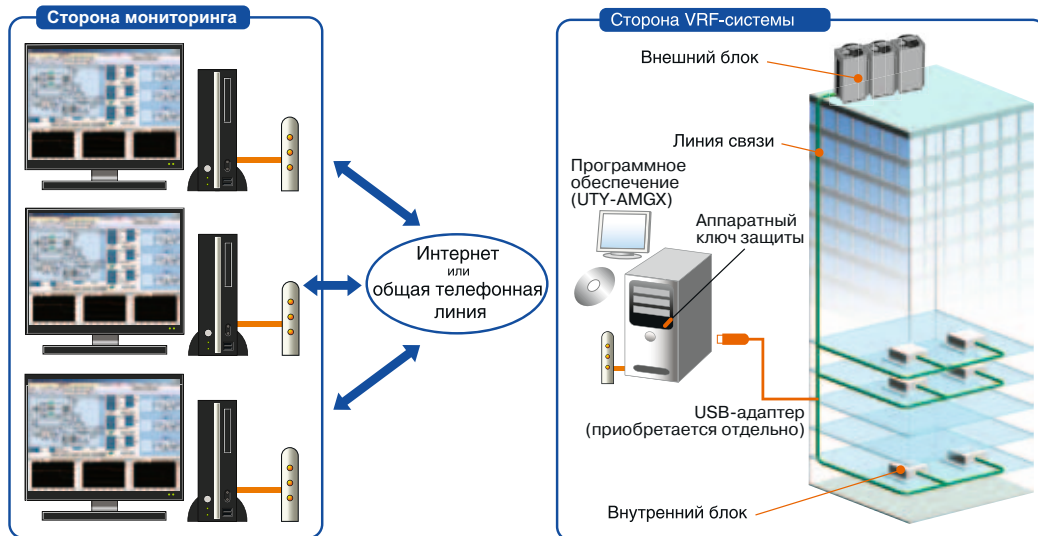 Сторона мониторинга
Интернет
или
общая телефонная
линия
Сторона VRF-системы
Внешний блок
Линия связи
Программное
обеспечение
(UTY-AMGX)
Аппаратный
ключ защиты
USB-адаптер
(приобретается отдельно)
Внутренний блок